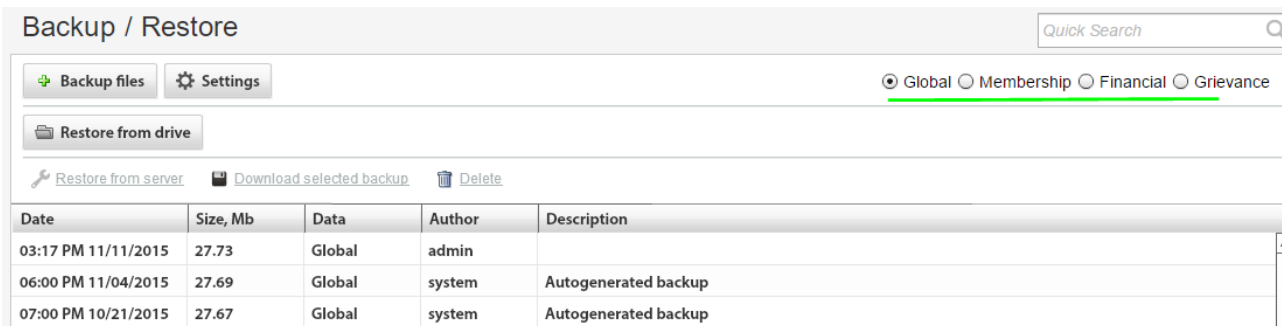 Backup / Restore
Quick Search
Backup files Settings Global Membership Financial Grievance
Restore from drive
Restore from server Download selected backup Delete
Date Size, Mb Data Author Description
03:17 PM 11/11/2015 27.73 Global admin
06:00 PM 11/04/2015 27.69 Global system Autogenerated backup
07:00 PM 10/21/2015 27.67 Global system Autogenerated backup